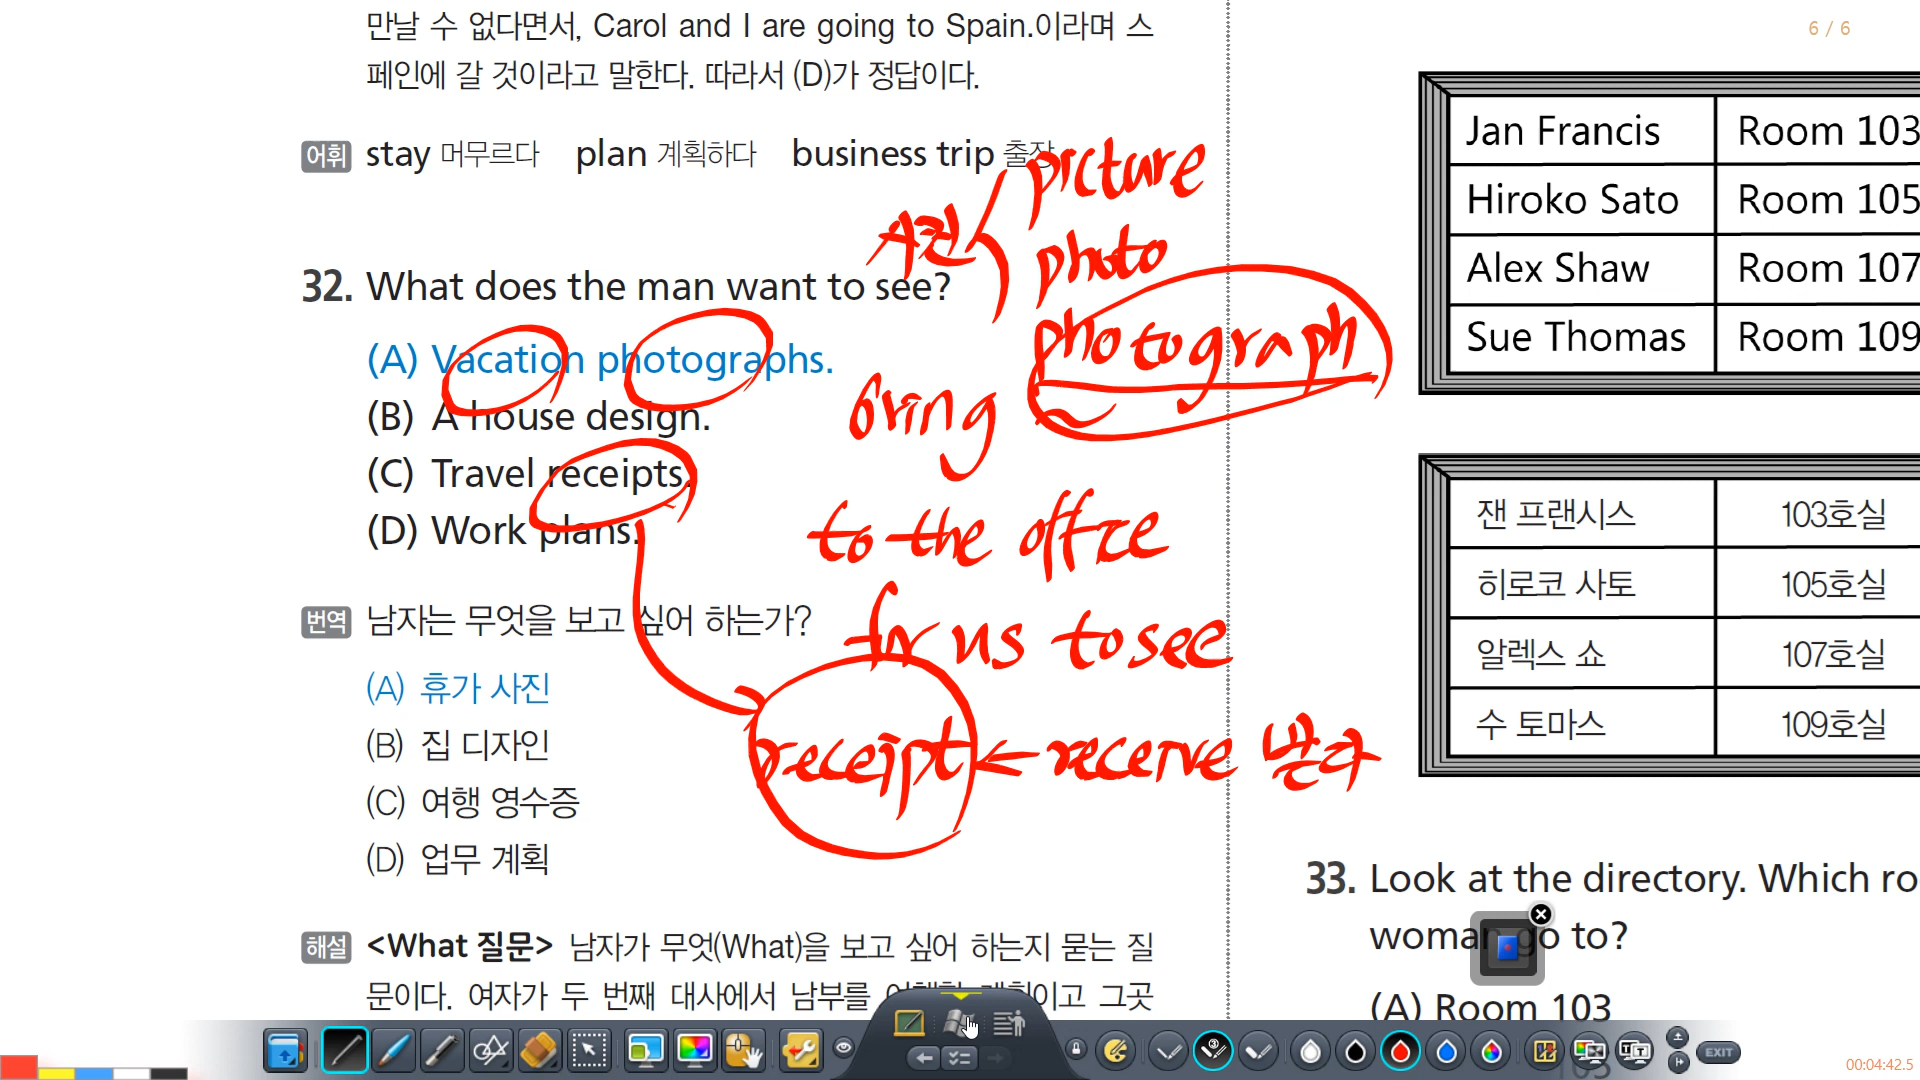 만날 수 없다면서, Carol and I are going to Spain.이라며 스
페인에 갈 것이라고 말한다. 따라서 (D)가 정답이다.
어휘 stay 머무르다 plan 계획하다 business trip 출장
32. What does the man want to see?
(A) Vacation photographs.
(B) A house design.
(C) Travel receipts.
(D) Work plans.
번역 남자는 무엇을 보고 싶어 하는가?
(A) 휴가 사진
(B) 집 디자인
(C) 여행 영수증
(D) 업무 계획
해설 <What 질문> 남자가 무엇(What)을 보고 싶어 하는지 묻는 질
문이다. 여자가 두 번째 대사에서 남부를 여행할 계획이고 그곳
사진
picture
photo
photograph
bring
to the office
for us to see
receipt ← receive 받다
6 / 6
Jan Francis Room 103
Hiroko Sato Room 105
Alex Shaw Room 107
Sue Thomas Room 109
잰 프랜시스 103호실
히로코 사토 105호실
알렉스 쇼 107호실
수 토마스 109호실
33. Look at the directory. Which ro
woman go to?
(A) Room 103
EXIT
00:04:42.5